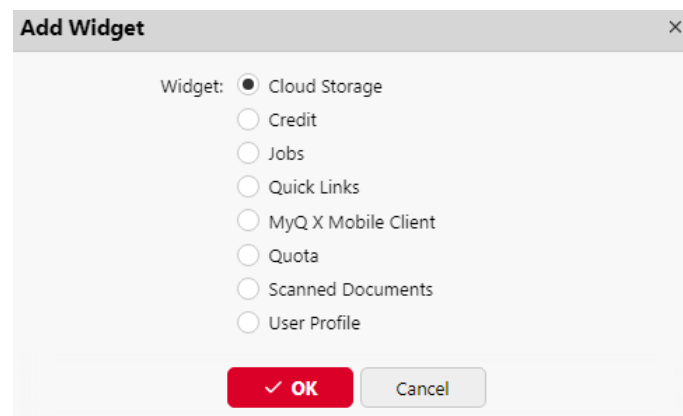 Add Widget
Widget: Cloud Storage
Credit
Jobs
Quick Links
MyQ X Mobile Client
Quota
Scanned Documents
User Profile
OK Cancel